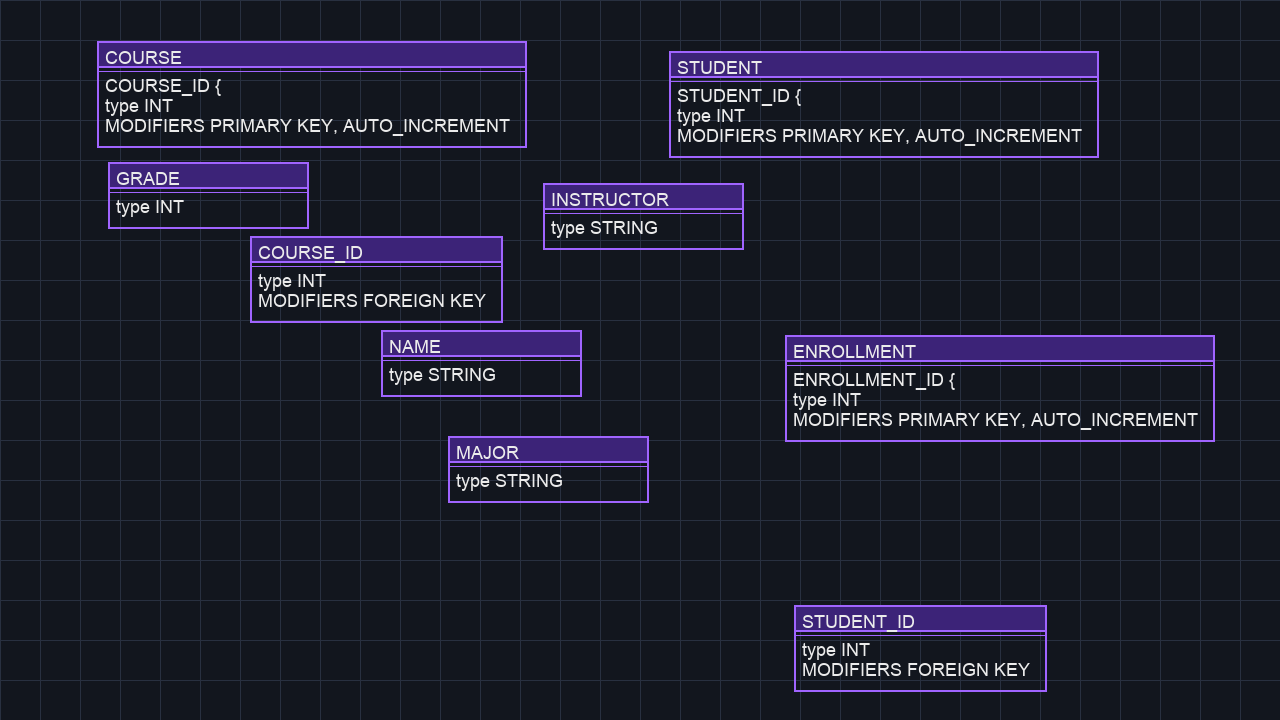 COURSE
COURSE_ID {
type INT
MODIFIERS PRIMARY KEY, AUTO_INCREMENT
STUDENT
STUDENT_ID {
type INT
MODIFIERS PRIMARY KEY, AUTO_INCREMENT
GRADE
type INT
INSTRUCTOR
type STRING
COURSE_ID
type INT
MODIFIERS FOREIGN KEY
NAME
type STRING
ENROLLMENT
ENROLLMENT_ID {
type INT
MODIFIERS PRIMARY KEY, AUTO_INCREMENT
MAJOR
type STRING
STUDENT_ID
type INT
MODIFIERS FOREIGN KEY